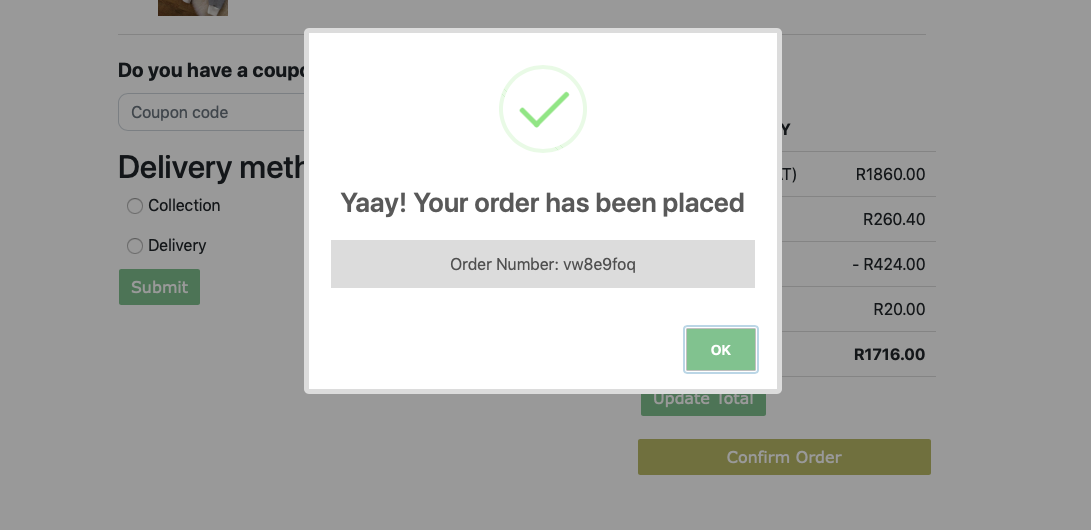 Do you have a coupo
Coupon code
Delivery meth
Collection
Delivery
Submit
Yaay! Your order has been placed
Order Number: vw8e9foq
OK
Y
T) R1860.00
R260.40
- R424.00
R20.00
R1716.00
Update Total
Confirm Order